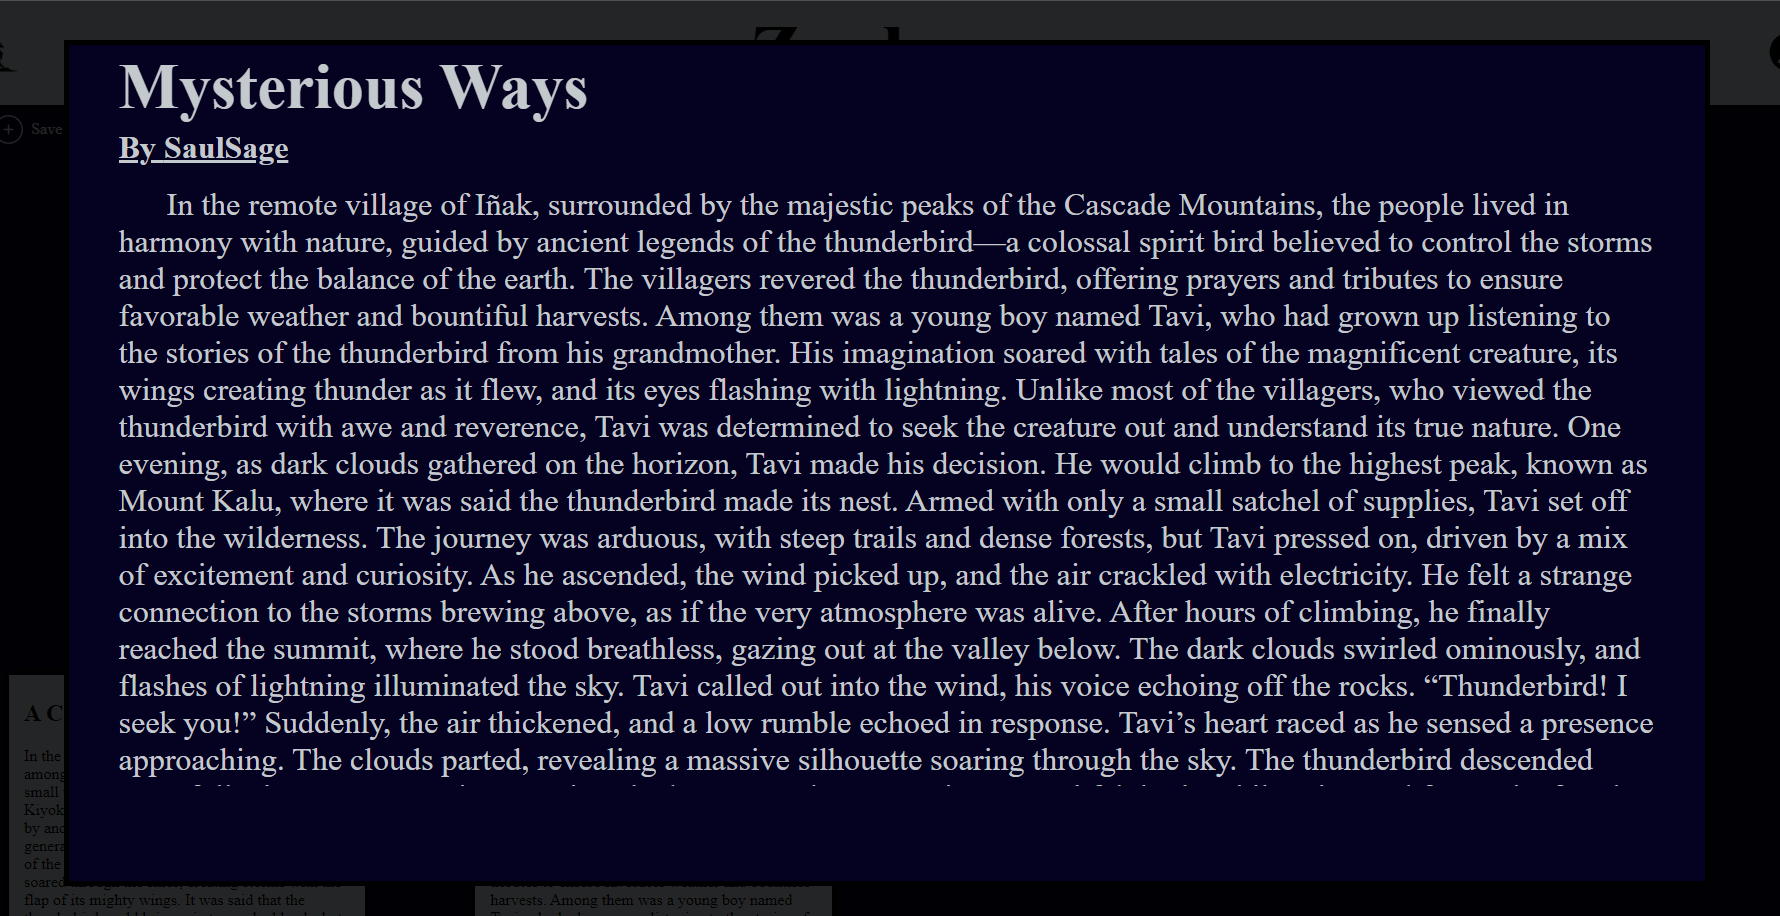 Save
Mysterious Ways
By SaulSage
In the remote village of Iñak, surrounded by the majestic peaks of the Cascade Mountains, the people lived in
harmony with nature, guided by ancient legends of the thunderbird—a colossal spirit bird believed to control the storms
and protect the balance of the earth. The villagers revered the thunderbird, offering prayers and tributes to ensure
favorable weather and bountiful harvests. Among them was a young boy named Tavi, who had grown up listening to
the stories of the thunderbird from his grandmother. His imagination soared with tales of the magnificent creature, its
wings creating thunder as it flew, and its eyes flashing with lightning. Unlike most of the villagers, who viewed the
thunderbird with awe and reverence, Tavi was determined to seek the creature out and understand its true nature. One
evening, as dark clouds gathered on the horizon, Tavi made his decision. He would climb to the highest peak, known as
Mount Kalu, where it was said the thunderbird made its nest. Armed with only a small satchel of supplies, Tavi set off
into the wilderness. The journey was arduous, with steep trails and dense forests, but Tavi pressed on, driven by a mix
of excitement and curiosity. As he ascended, the wind picked up, and the air crackled with electricity. He felt a strange
connection to the storms brewing above, as if the very atmosphere was alive. After hours of climbing, he finally
reached the summit, where he stood breathless, gazing out at the valley below. The dark clouds swirled ominously, and
flashes of lightning illuminated the sky. Tavi called out into the wind, his voice echoing off the rocks. “Thunderbird! I
seek you!” Suddenly, the air thickened, and a low rumble echoed in response. Tavi’s heart raced as he sensed a presence
approaching. The clouds parted, revealing a massive silhouette soaring through the sky. The thunderbird descended
A C
In the
among
small
Kiyok
by anc
genera
of the
soared
flap of its mighty wings. It was said that the
harvests. Among them was a young boy named